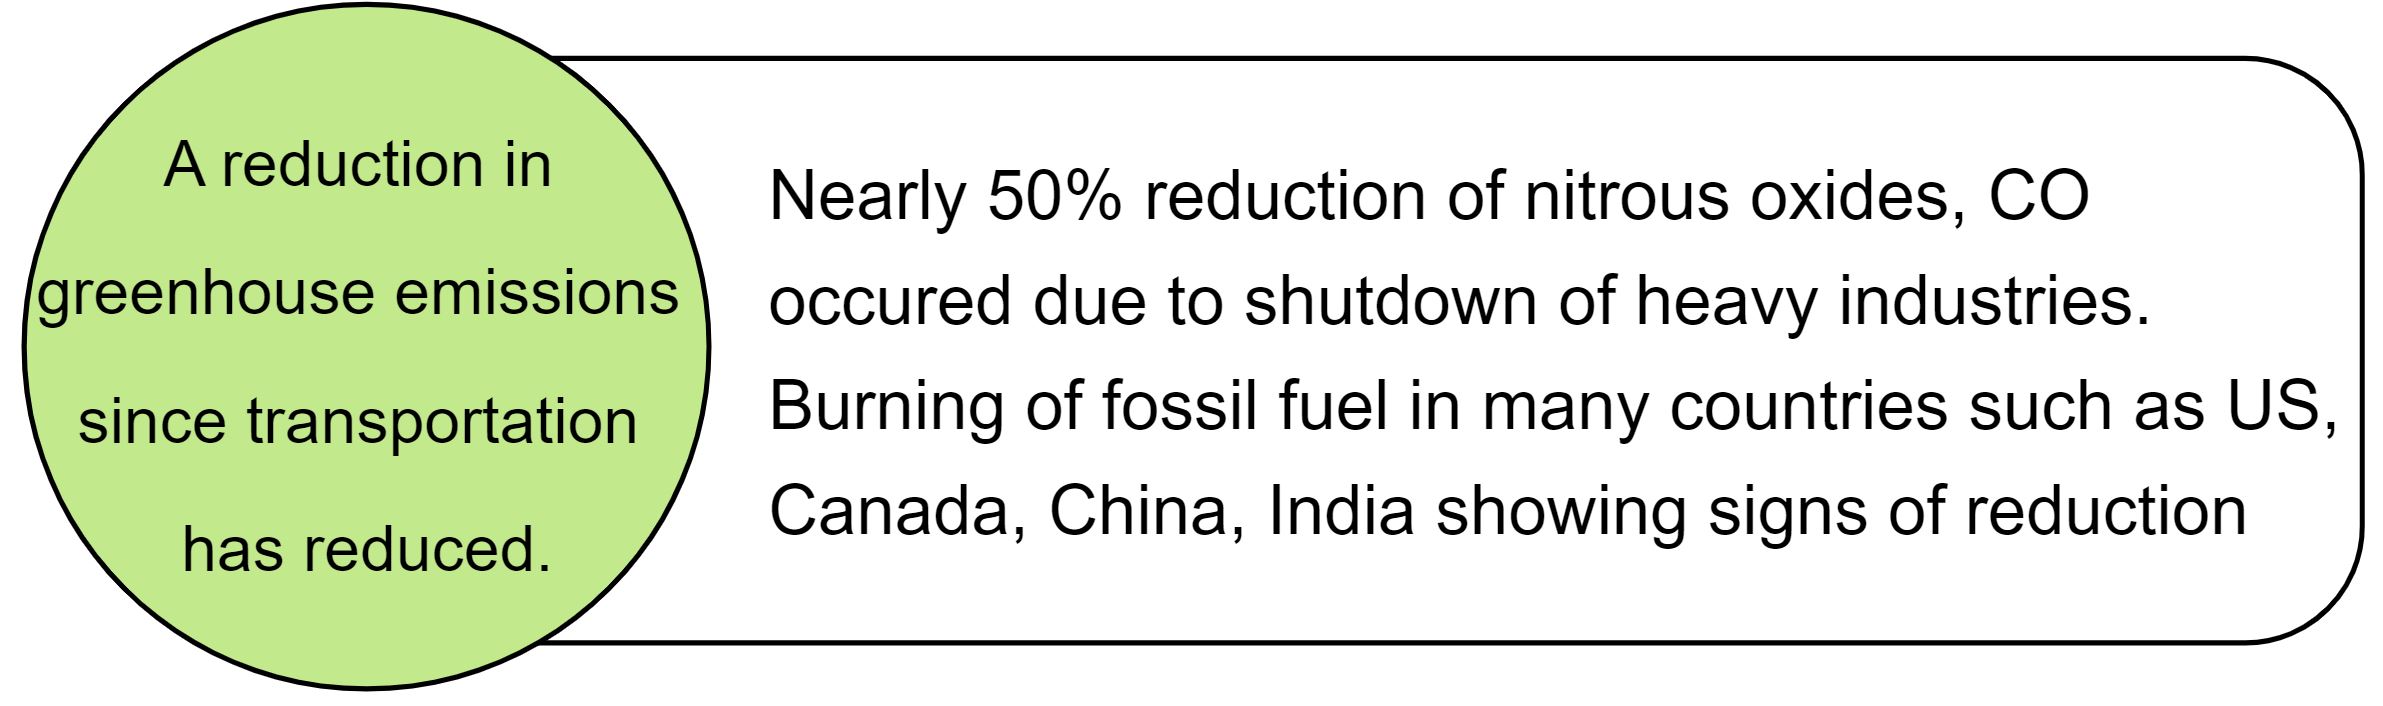 A reduction in
greenhouse emissions
since transportation
has reduced.
Nearly 50% reduction of nitrous oxides, CO
occured due to shutdown of heavy industries.
Burning of fossil fuel in many countries such as US,
Canada, China, India showing signs of reduction